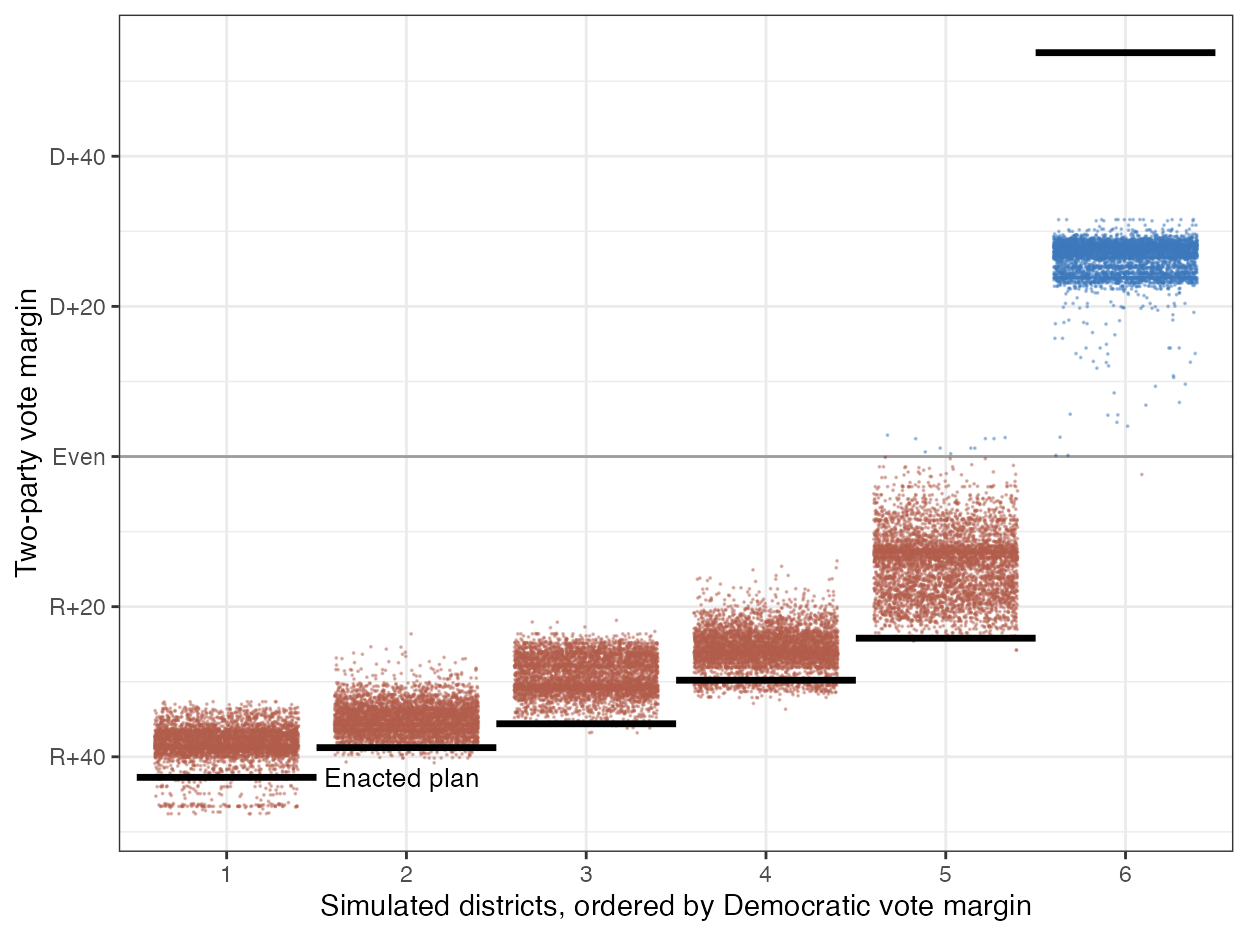 Two-party vote margin
D+40
D+20
Even
R+20
R+40
Enacted plan
1 2 3 4 5 6
Simulated districts, ordered by Democratic vote margin